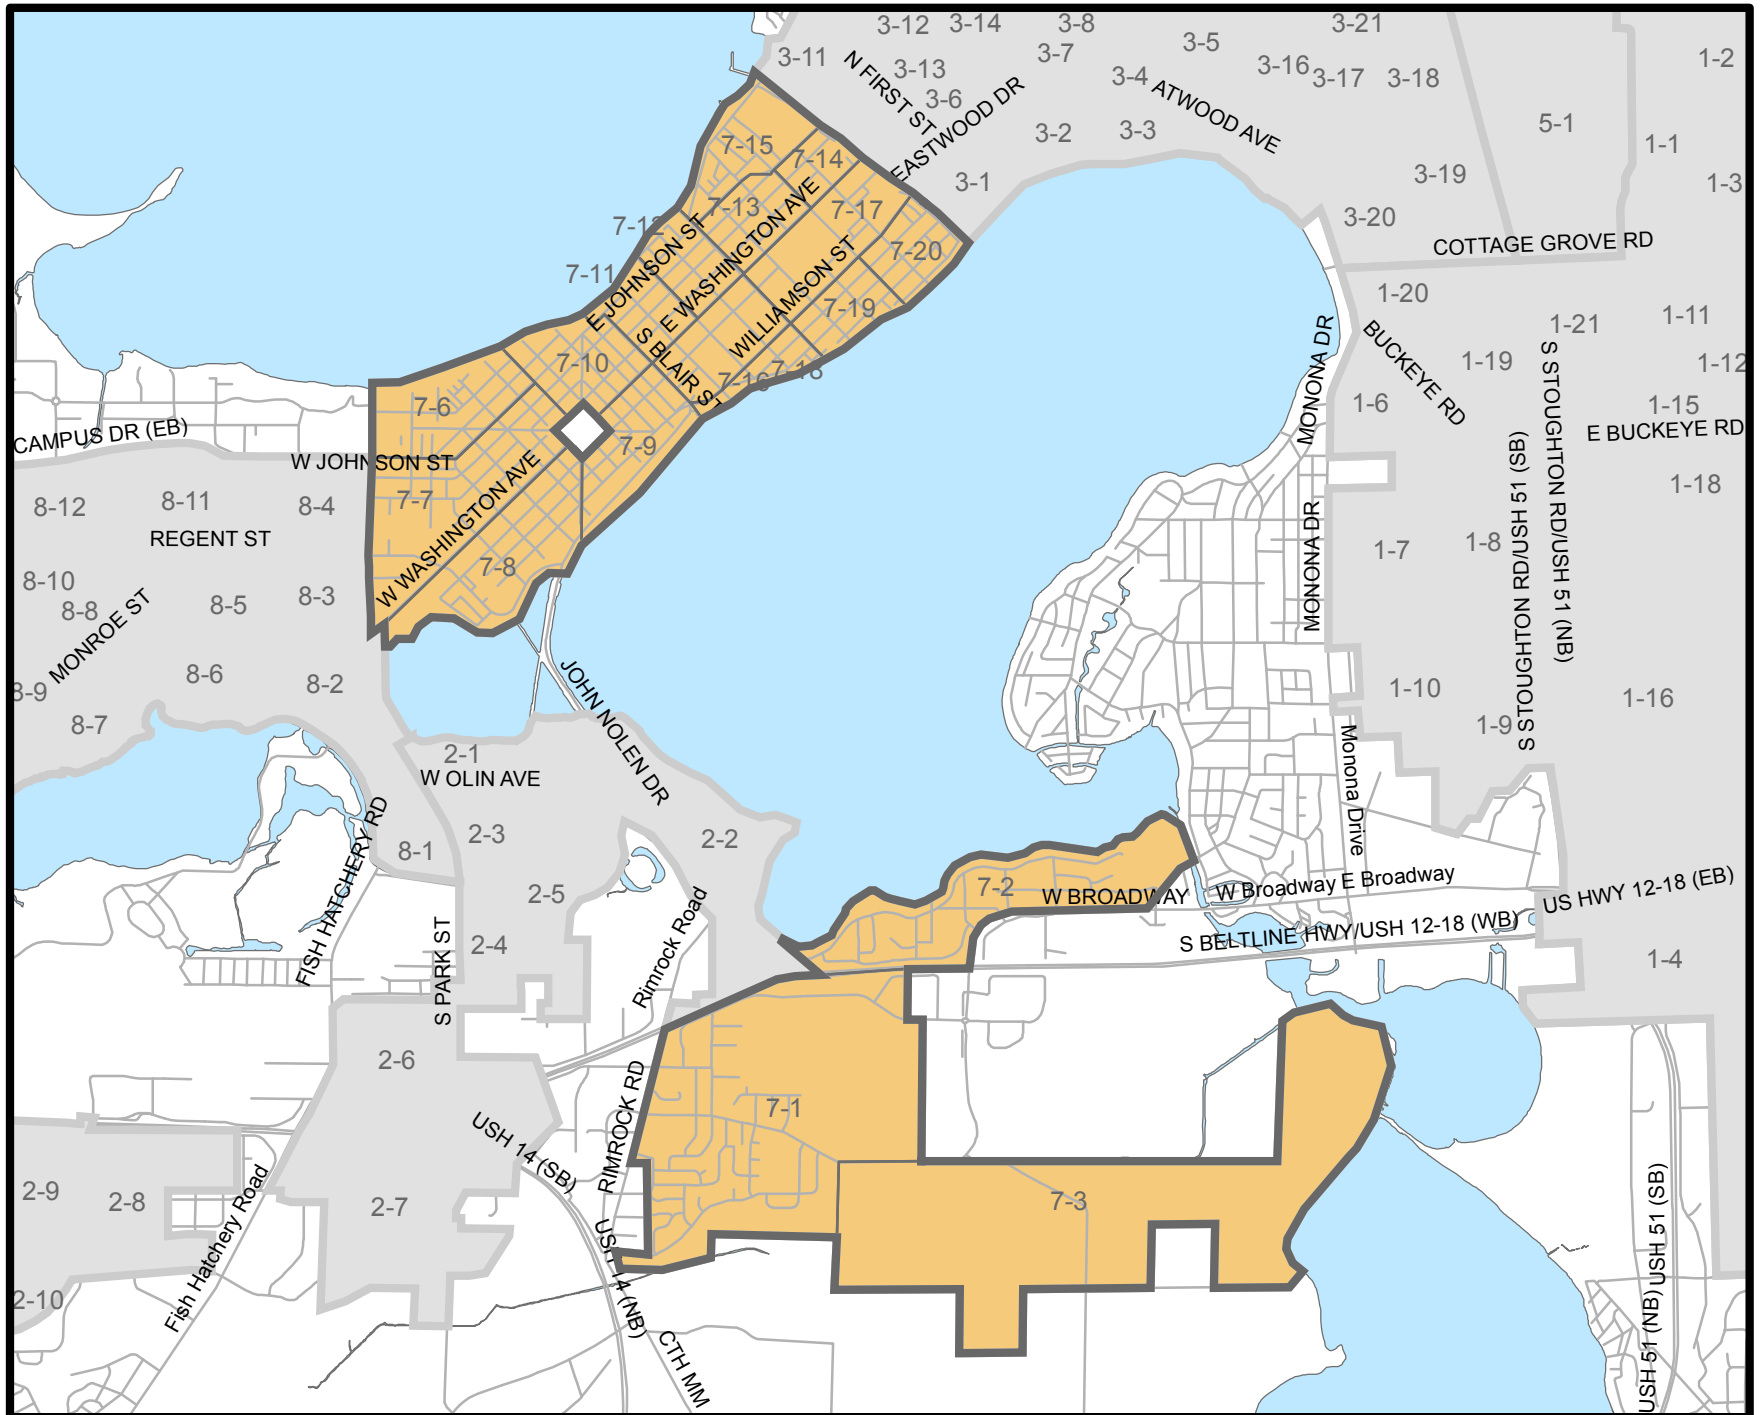 3-12
3-14
3-8
3-21
3-11
N FIRST ST
3-13
3-7
3-5
3-16
3-17
3-18
1-2
3-6
EASTWOOD DR
3-4
ATWOOD AVE
3-2
3-3
5-1
1-1
7-15
7-14
3-1
3-19
1-3
7-12
7-13
7-17
3-20
7-11
E JOHNSON ST
E WASHINGTON AVE
WILLIAMSON ST
7-20
COTTAGE GROVE RD
1-20
7-19
1-21
1-11
S BLAIR ST
7-10
7-16
7-18
MONONA DR
BUCKEYE RD
1-19
1-12
7-6
1-6
1-15
CAMPUS DR (EB)
E BUCKEYE RD
7-9
W JOHNSON ST
7-7
8-12
8-11
8-4
1-18
REGENT ST
W WASHINGTON AVE
7-8
MONONA DR
1-7
1-8
S STOUGHTON RD/USH 51 (SB)
S STOUGHTON RD/USH 51 (NB)
8-10
8-8
8-5
8-3
MONROE ST
8-6
8-2
8-9
8-7
1-10
1-9
1-16
JOHN NOLEN DR
2-1
W OLIN AVE
Monona Drive
2-3
2-2
8-1
FISH HATCHERY RD
2-5
7-2
W BROADWAY
W Broadway
E Broadway
US HWY 12-18 (EB)
S BELTLINE HWY/USH 12-18 (WB)
2-4
S PARK ST
Rimrock Road
1-4
2-6
7-1
RIMROCK RD
USH 14 (SB)
2-9
2-8
2-7
7-3
Fish Hatchery Road
USH 14 (NB)
2-10
CTH MM
USH 51 (SB)
USH 51 (NB)